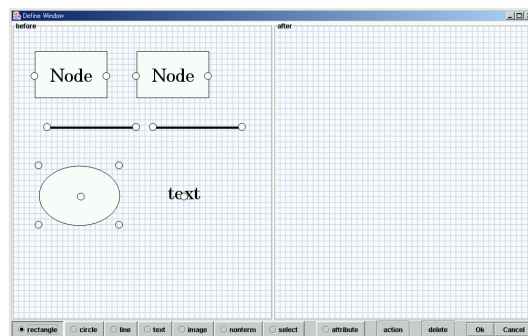 Define Window
before after
Node Node
text
rectangle circle line text image nonterm select attribute action delete Ok Cancel